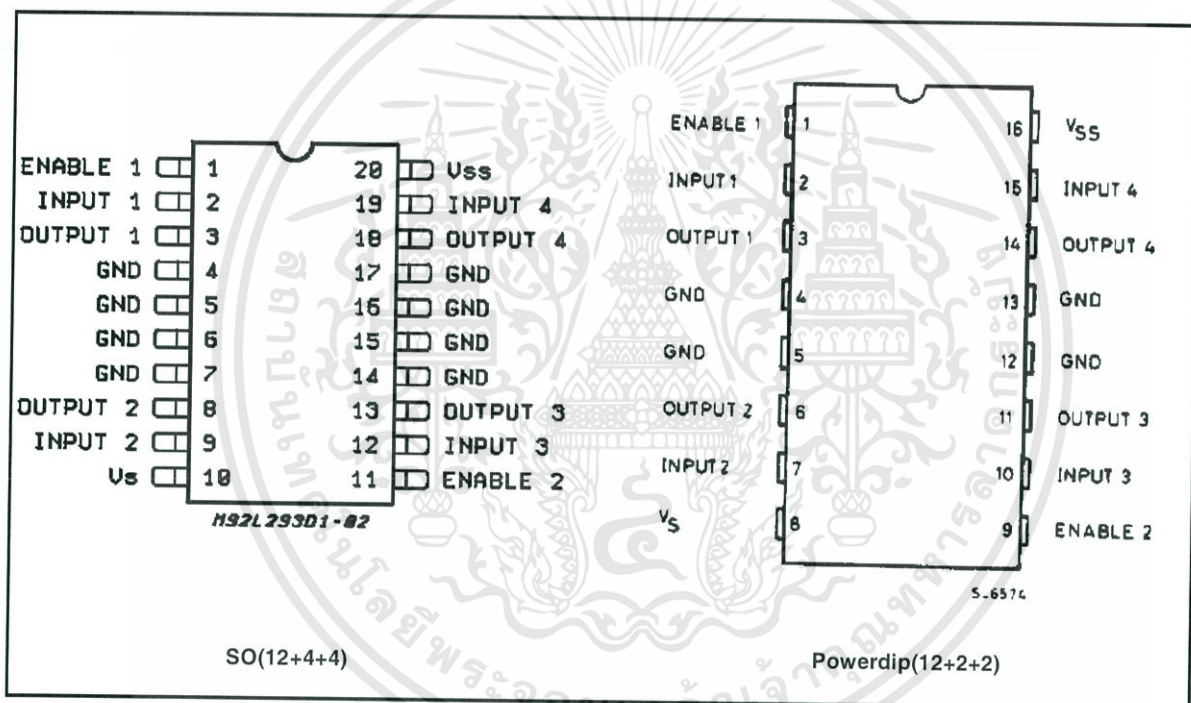 ENABLE 1 1 20 Vss
INPUT 1 2 19 INPUT 4
OUTPUT 1 3 18 OUTPUT 4
GND 4 17 GND
GND 5 16 GND
GND 6 15 GND
GND 7 14 GND
OUTPUT 2 8 13 OUTPUT 3
INPUT 2 9 12 INPUT 3
Vs 10 11 ENABLE 2
M92L293D1-02
SO(12+4+4)
ENABLE 1 1 16 VSS
INPUT 1 2 15 INPUT 4
OUTPUT 1 3 14 OUTPUT 4
GND 4 13 GND
GND 5 12 GND
OUTPUT 2 6 11 OUTPUT 3
INPUT 2 7 10 INPUT 3
VS 8 9 ENABLE 2
S-6574
Powerdip(12+2+2)